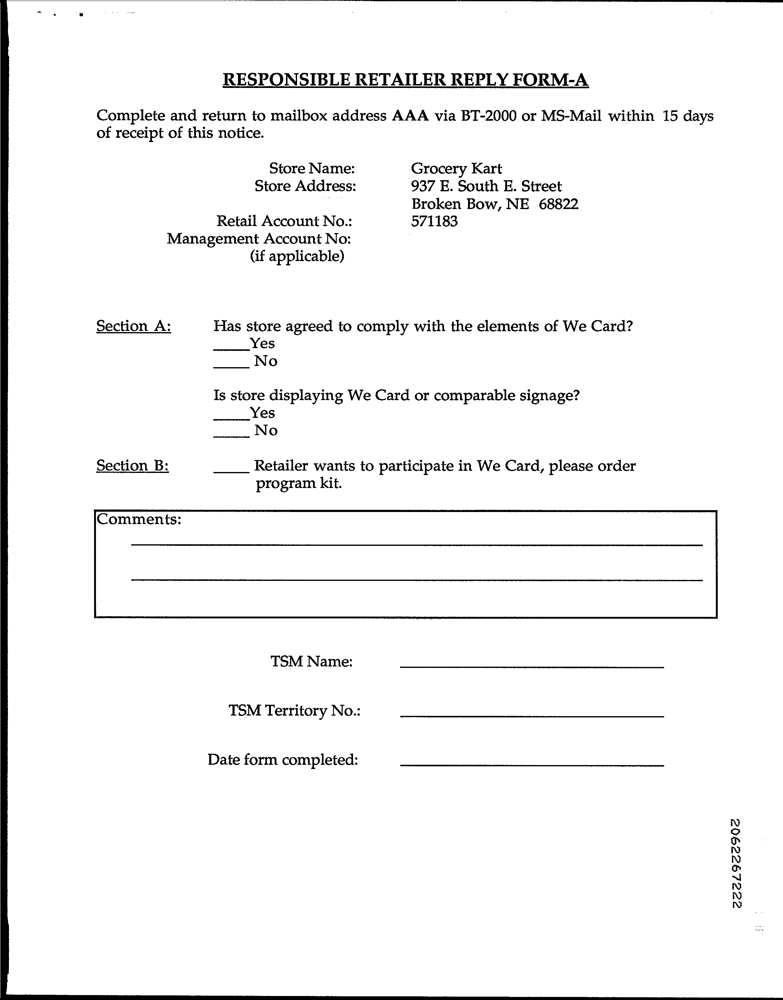 RESPONSIBLE RETAILER REPLY FORM-A
Complete and return to mailbox address AAA via BT-2000 or MS-Mail within 15 days
of receipt of this notice.
Store Name: Grocery Kart
Store Address: 937 E. South E. Street
Broken Bow, NE 68822
Retail Account No.: 571183
Management Account No:
(if applicable)
Section A: Has store agreed to comply with the elements of We Card?
____Yes
____ No
Is store displaying We Card or comparable signage?
____Yes
____ No
Section B: ____ Retailer wants to participate in We Card, please order
program kit.
Comments:
TSM Name:
TSM Territory No.:
Date form completed:
2062267222